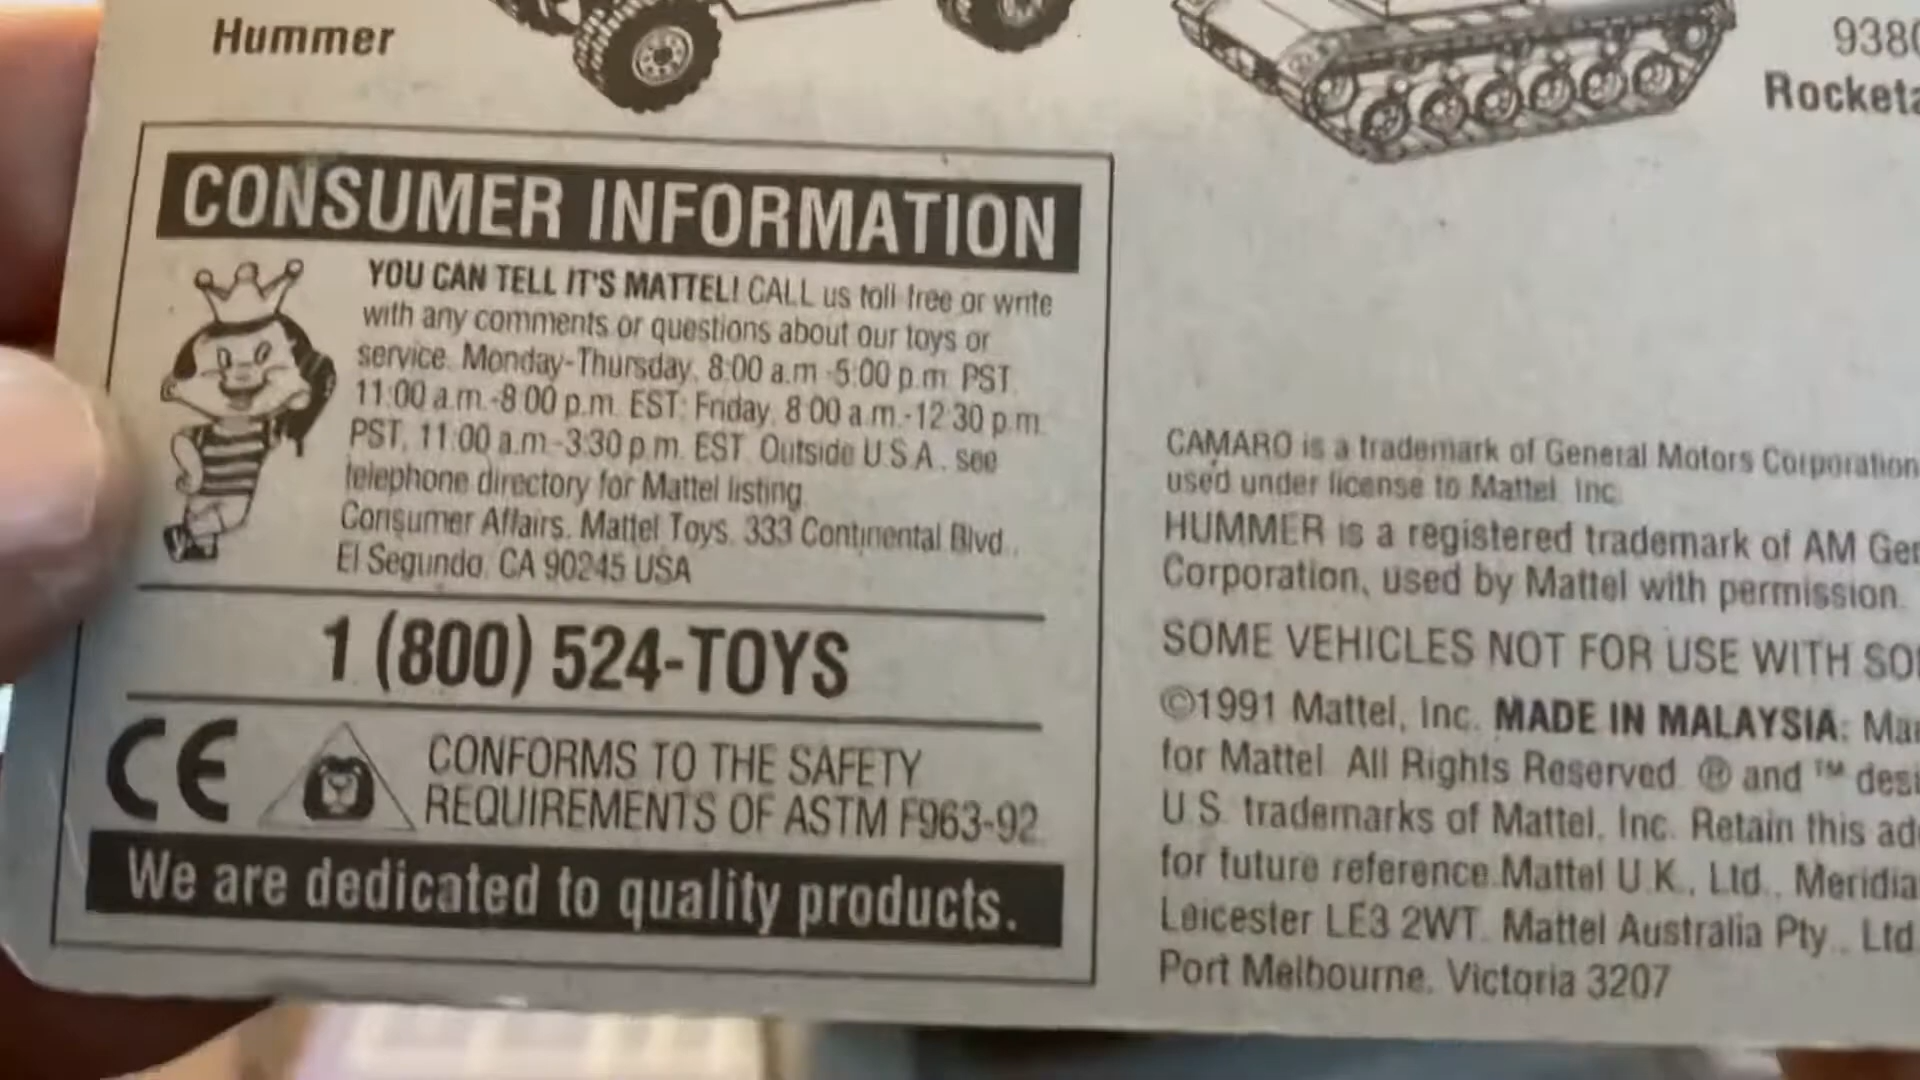 Hummer
9380
Rocketa
CONSUMER INFORMATION
YOU CAN TELL IT'S MATTEL! CALL us toll-free or write
with any comments or questions about our toys or
service. Monday-Thursday, 8:00 a.m.-5:00 p.m. PST,
11:00 a.m.-8:00 p.m. EST; Friday, 8:00 a.m.-12:30 p.m.
PST, 11:00 a.m.-3:30 p.m. EST. Outside U.S.A., see
telephone directory for Mattel listing.
Consumer Affairs, Mattel Toys, 333 Continental Blvd.,
El Segundo, CA 90245 USA
1 (800) 524-TOYS
CE
CONFORMS TO THE SAFETY
REQUIREMENTS OF ASTM F963-92.
We are dedicated to quality products.
CAMARO is a trademark of General Motors Corporation
used under license to Mattel, Inc.
HUMMER is a registered trademark of AM Gen
Corporation, used by Mattel with permission.
SOME VEHICLES NOT FOR USE WITH SO
©1991 Mattel, Inc. MADE IN MALAYSIA: Ma
for Mattel. All Rights Reserved. ® and ™ desi
U.S. trademarks of Mattel, Inc. Retain this ad
for future reference. Mattel U.K., Ltd., Meridia
Leicester LE3 2WT. Mattel Australia Pty., Ltd.
Port Melbourne, Victoria 3207